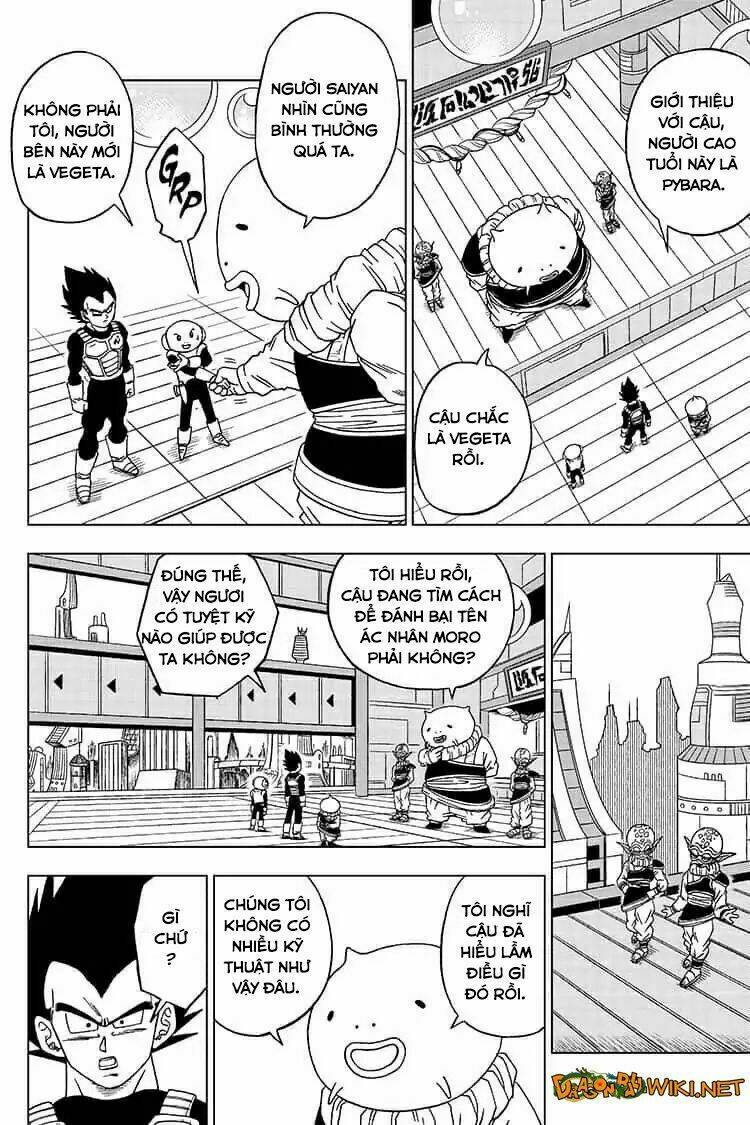 GIỚI THIỆU
VỚI CẬU,
NGƯỜI CAO
TUỔI NÀY LÀ
PYBARA.
CẬU CHẮC
LÀ VEGETA
RỒI.
NGƯỜI SAIYAN
NHÌN CŨNG
BÌNH THƯỜNG
QUÁ TA.
GRP
KHÔNG PHẢI
TÔI, NGƯỜI
BÊN NÀY MỚI
LÀ VEGETA.
TÔI HIỂU RỒI,
CẬU ĐANG TÌM CÁCH
ĐỂ ĐÁNH BẠI TÊN
ÁC NHÂN MORO
PHẢI KHÔNG?
ĐÚNG THẾ,
VẬY NGƯƠI
CÓ TUYỆT KỸ
NÀO GIÚP ĐƯỢC
TA KHÔNG?
TÔI NGHĨ
CẬU ĐÃ
HIỂU LẦM
ĐIỀU GÌ
ĐÓ RỒI.
CHÚNG TÔI
KHÔNG CÓ
NHIỀU KỸ
THUẬT NHƯ
VẬY ĐÂU.
GÌ
CHỨ
?
DRAGONBALLWIKI.NET